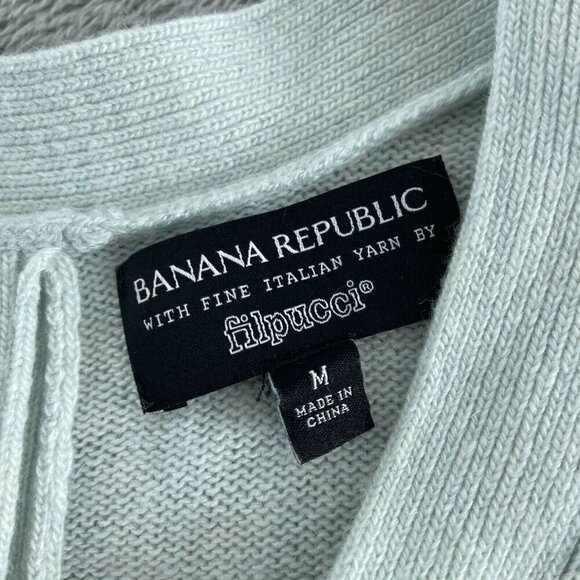 BANANA REPUBLIC
WITH FINE ITALIAN YARN BY
filpucci®
M
MADE IN
CHINA